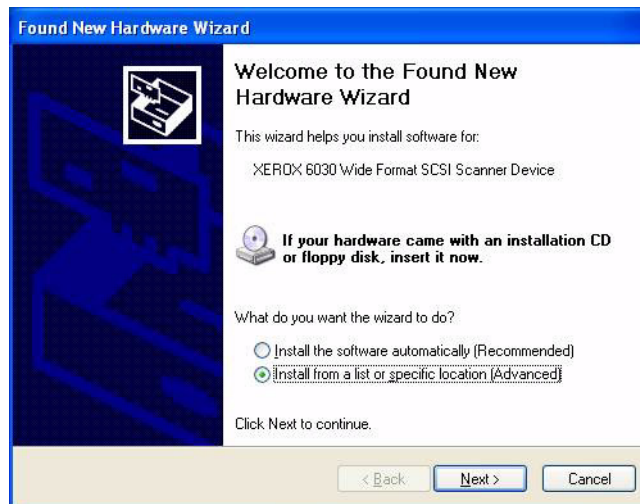 Found New Hardware Wizard
Welcome to the Found New
Hardware Wizard
This wizard helps you install software for:
XEROX 6030 Wide Format SCSI Scanner Device
If your hardware came with an installation CD
or floppy disk, insert it now.
What do you want the wizard to do?
Install the software automatically (Recommended)
Install from a list or specific location (Advanced)
Click Next to continue.
< Back Next > Cancel